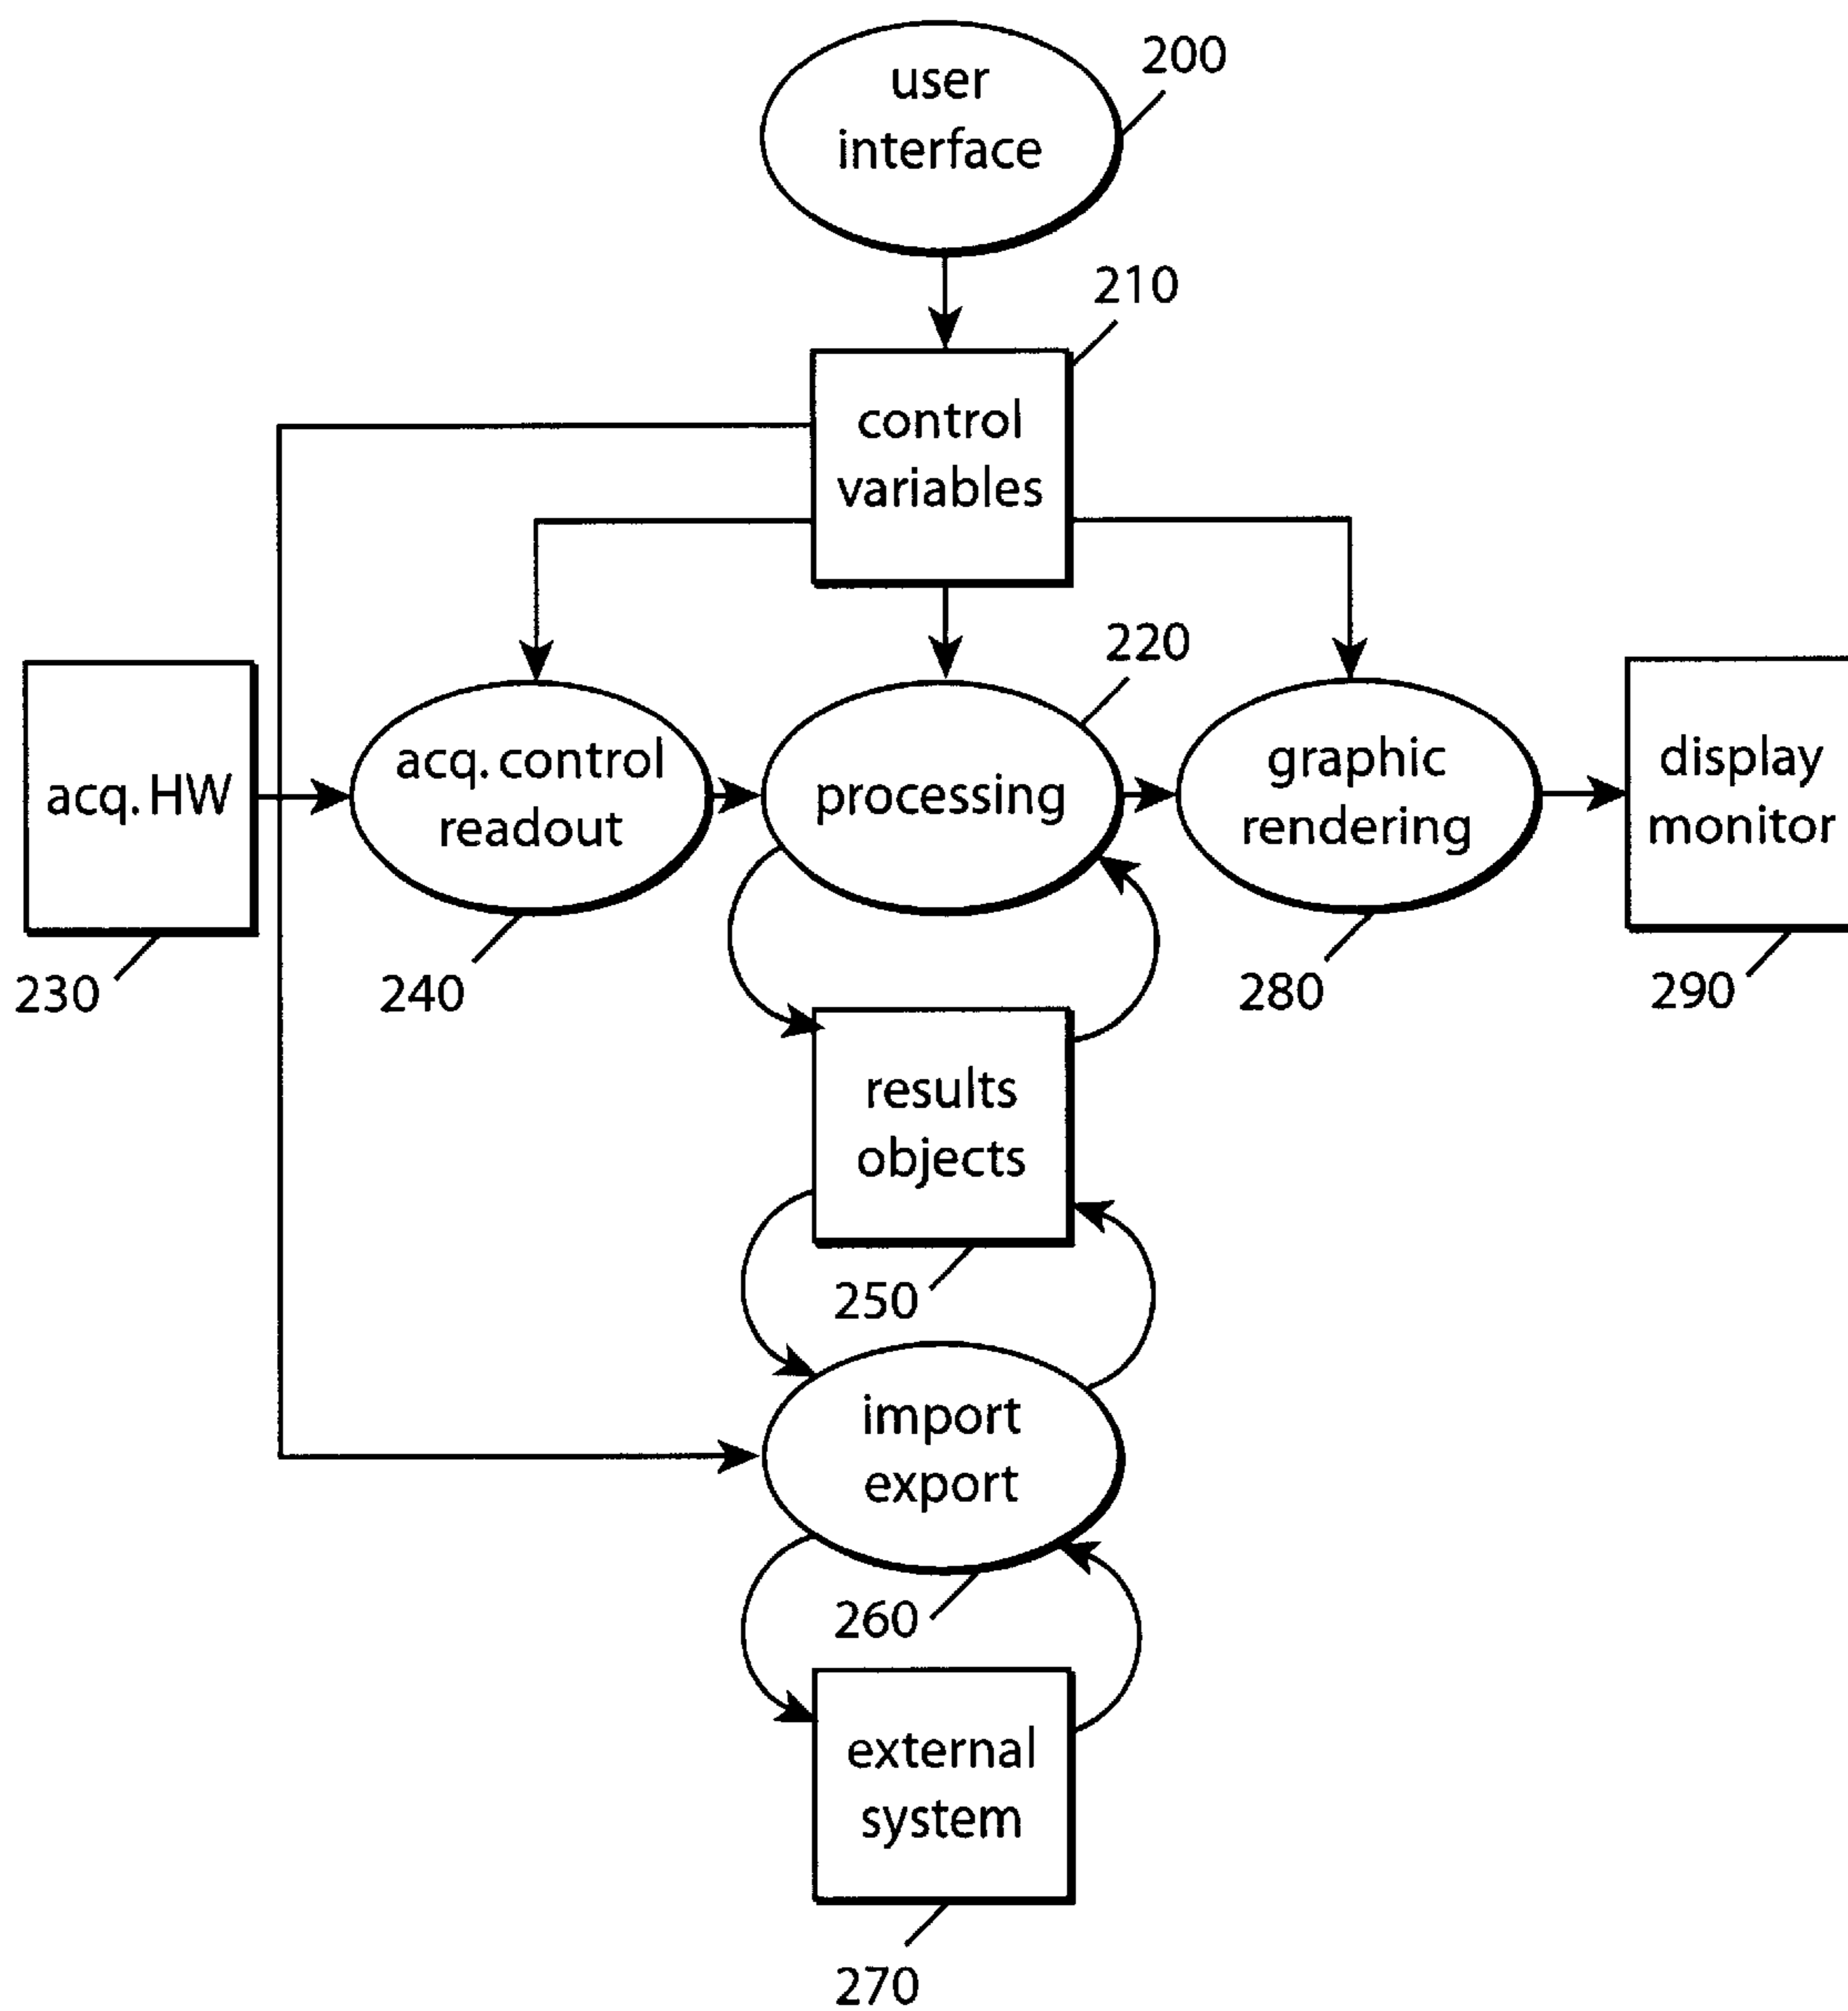 200
user
interface
210
control
variables
220
acq. HW
acq. control
readout
processing
graphic
rendering
display
monitor
230
240
280
290
results
objects
250
import
export
260
external
system
270